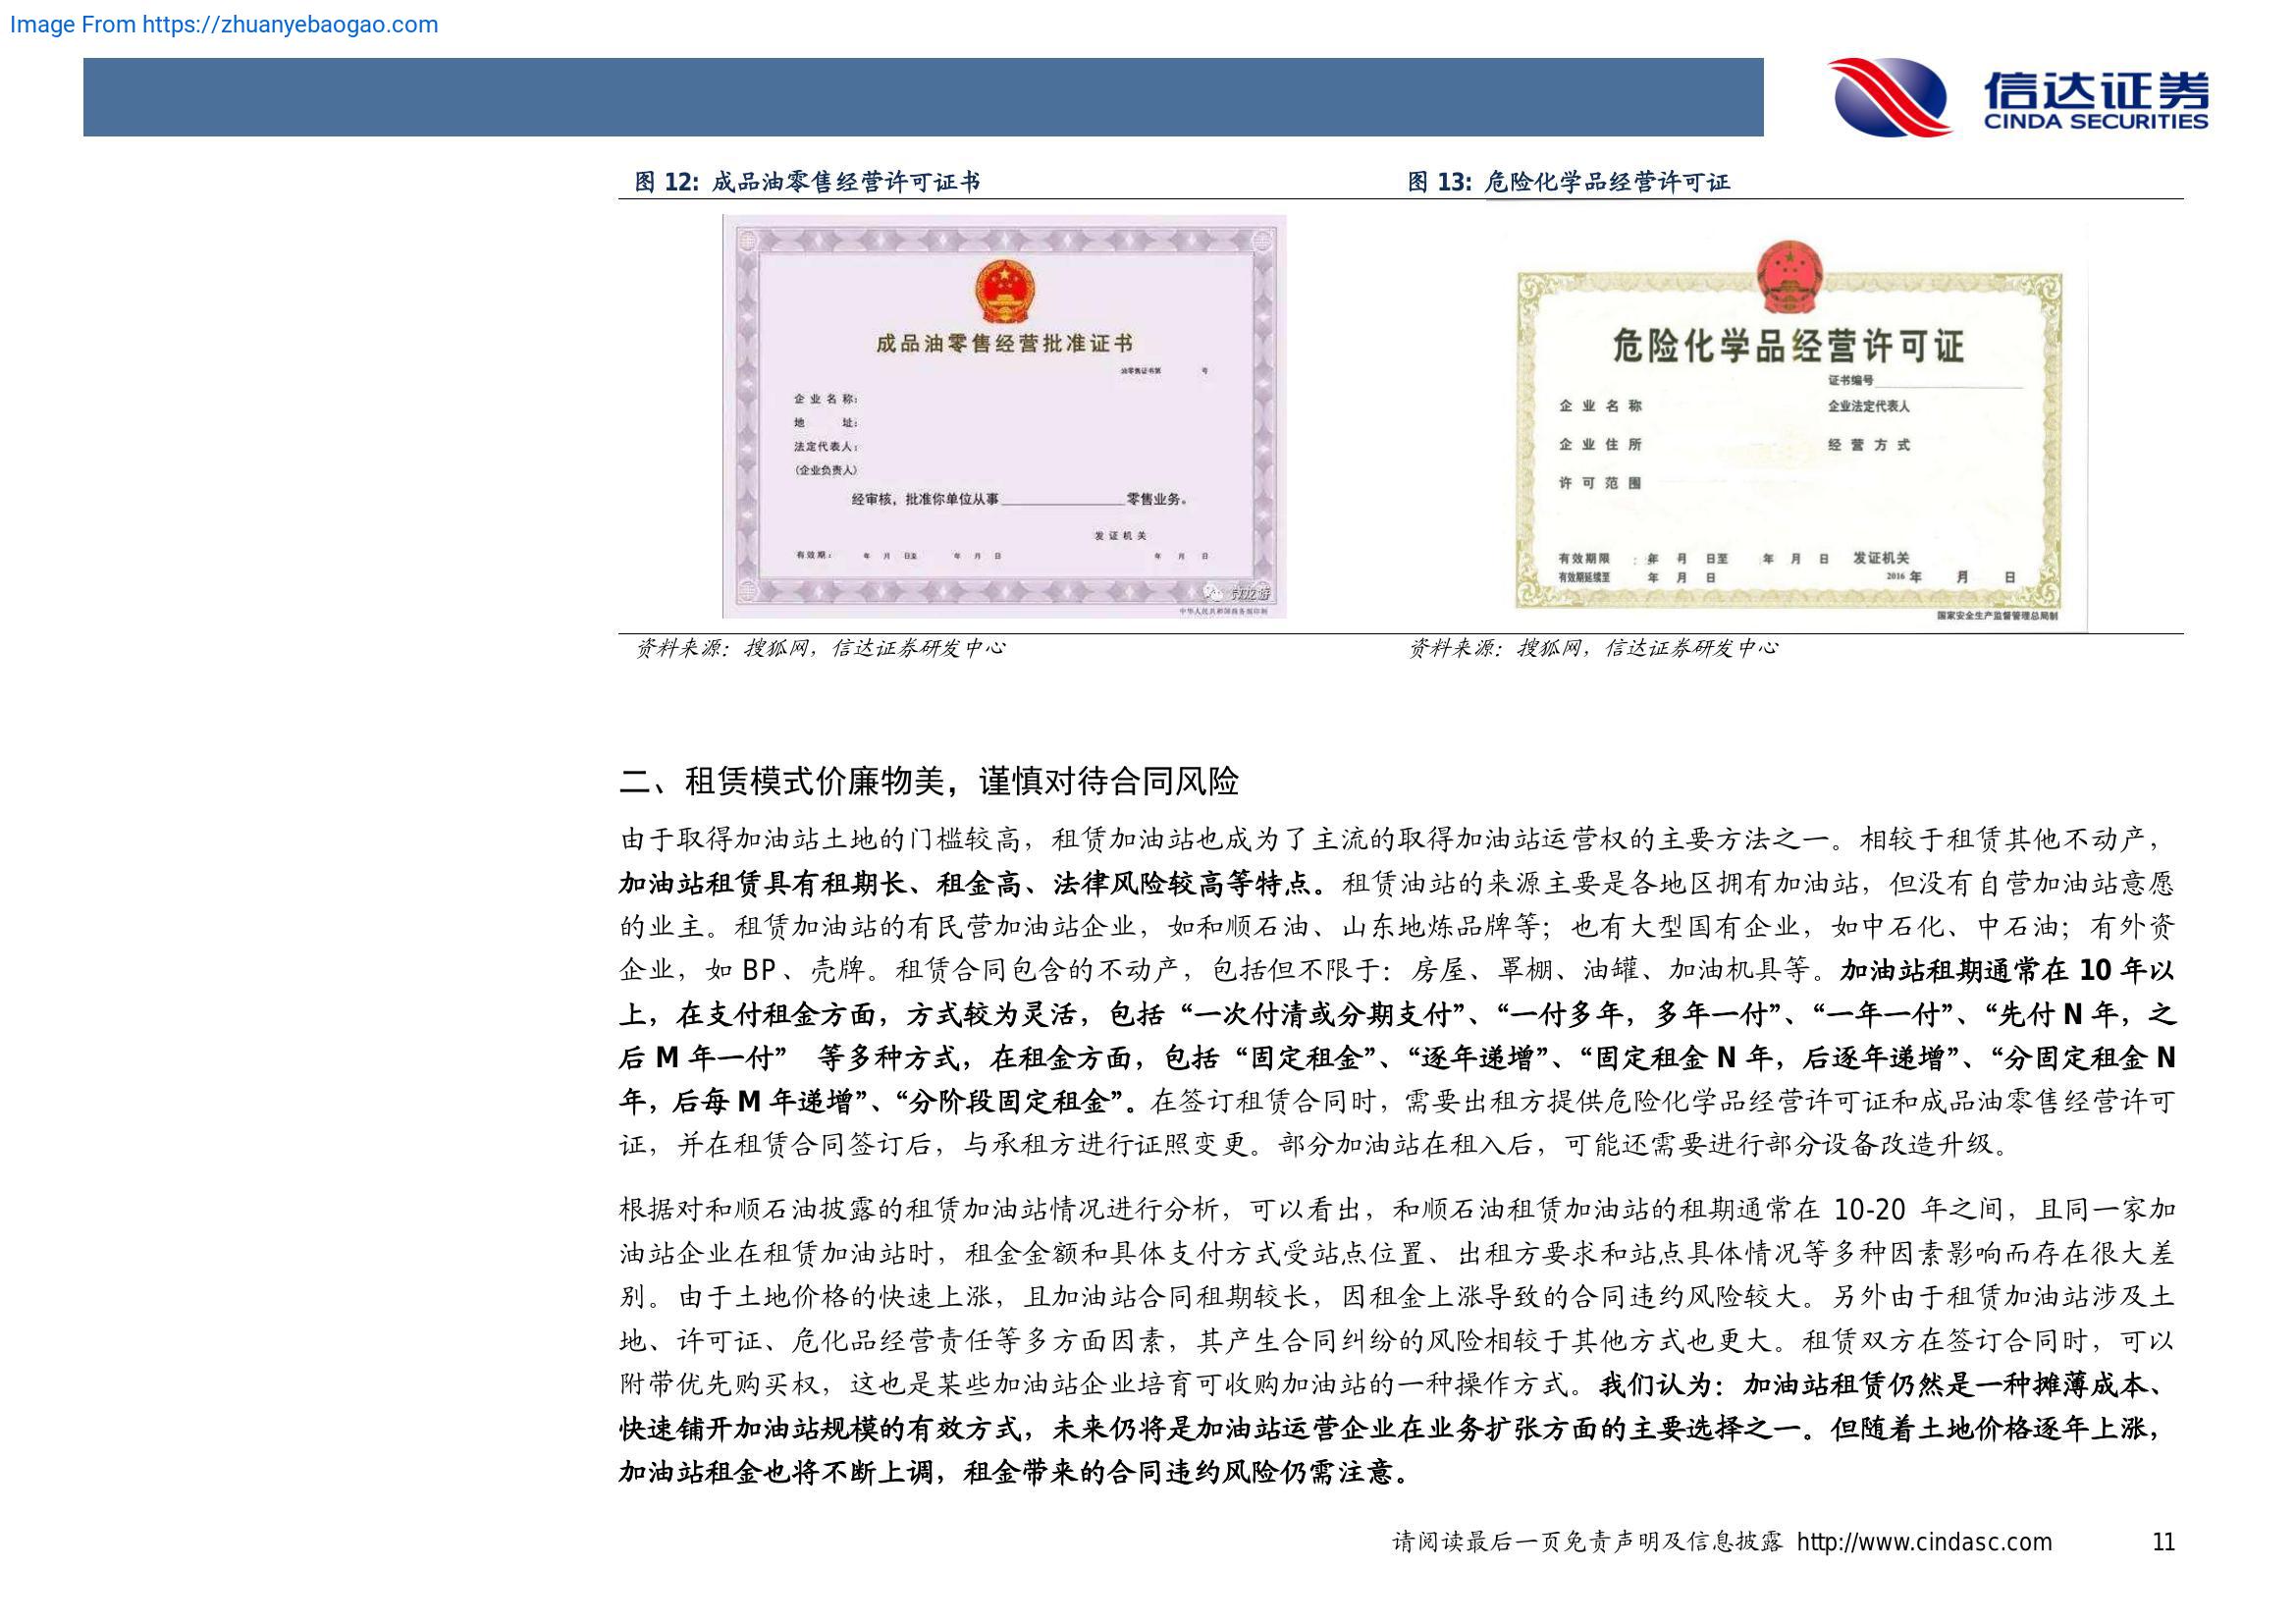 Image From https://zhuanyebaogao.com
信达证券
CINDA SECURITIES
图 12: 成品油零售经营许可证书
图 13: 危险化学品经营许可证
成品油零售经营批准证书
油零售证书第 号
企业名称:
地 址:
法定代表人:
(企业负责人)
经审核，批准你单位从事____________零售业务。
发证机关
有效期: 年 月 日至 年 月 日 年 月 日
中华人民共和国商务部印制
危险化学品经营许可证
证书编号
企业名称 企业法定代表人
企业住所 经营方式
许可范围
有效期限 : 年 月 日至 年 月 日 发证机关
有效期延续至 年 月 日 2016 年 月 日
国家安全生产监督管理总局制
资料来源：搜狐网，信达证券研发中心
资料来源：搜狐网，信达证券研发中心
二、租赁模式价廉物美，谨慎对待合同风险
由于取得加油站土地的门槛较高，租赁加油站也成为了主流的取得加油站运营权的主要方法之一。相较于租赁其他不动产，
加油站租赁具有租期长、租金高、法律风险较高等特点。租赁油站的来源主要是各地区拥有加油站，但没有自营加油站意愿
的业主。租赁加油站的有民营加油站企业，如和顺石油、山东地炼品牌等；也有大型国有企业，如中石化、中石油；有外资
企业，如 BP、壳牌。租赁合同包含的不动产，包括但不限于：房屋、罩棚、油罐、加油机具等。加油站租期通常在 10 年以
上，在支付租金方面，方式较为灵活，包括“一次付清或分期支付”、“一付多年，多年一付”、“一年一付”、“先付 N 年，之
后 M 年一付” 等多种方式，在租金方面，包括“固定租金”、“逐年递增”、“固定租金 N 年，后逐年递增”、“分固定租金 N
年，后每 M 年递增”、“分阶段固定租金”。在签订租赁合同时，需要出租方提供危险化学品经营许可证和成品油零售经营许可
证，并在租赁合同签订后，与承租方进行证照变更。部分加油站在租入后，可能还需要进行部分设备改造升级。
根据对和顺石油披露的租赁加油站情况进行分析，可以看出，和顺石油租赁加油站的租期通常在 10-20 年之间，且同一家加
油站企业在租赁加油站时，租金金额和具体支付方式受站点位置、出租方要求和站点具体情况等多种因素影响而存在很大差
别。由于土地价格的快速上涨，且加油站合同租期较长，因租金上涨导致的合同违约风险较大。另外由于租赁加油站涉及土
地、许可证、危化品经营责任等多方面因素，其产生合同纠纷的风险相较于其他方式也更大。租赁双方在签订合同时，可以
附带优先购买权，这也是某些加油站企业培育可收购加油站的一种操作方式。我们认为：加油站租赁仍然是一种摊薄成本、
快速铺开加油站规模的有效方式，未来仍将是加油站运营企业在业务扩张方面的主要选择之一。但随着土地价格逐年上涨，
加油站租金也将不断上调，租金带来的合同违约风险仍需注意。
请阅读最后一页免责声明及信息披露 http://www.cindasc.com 11